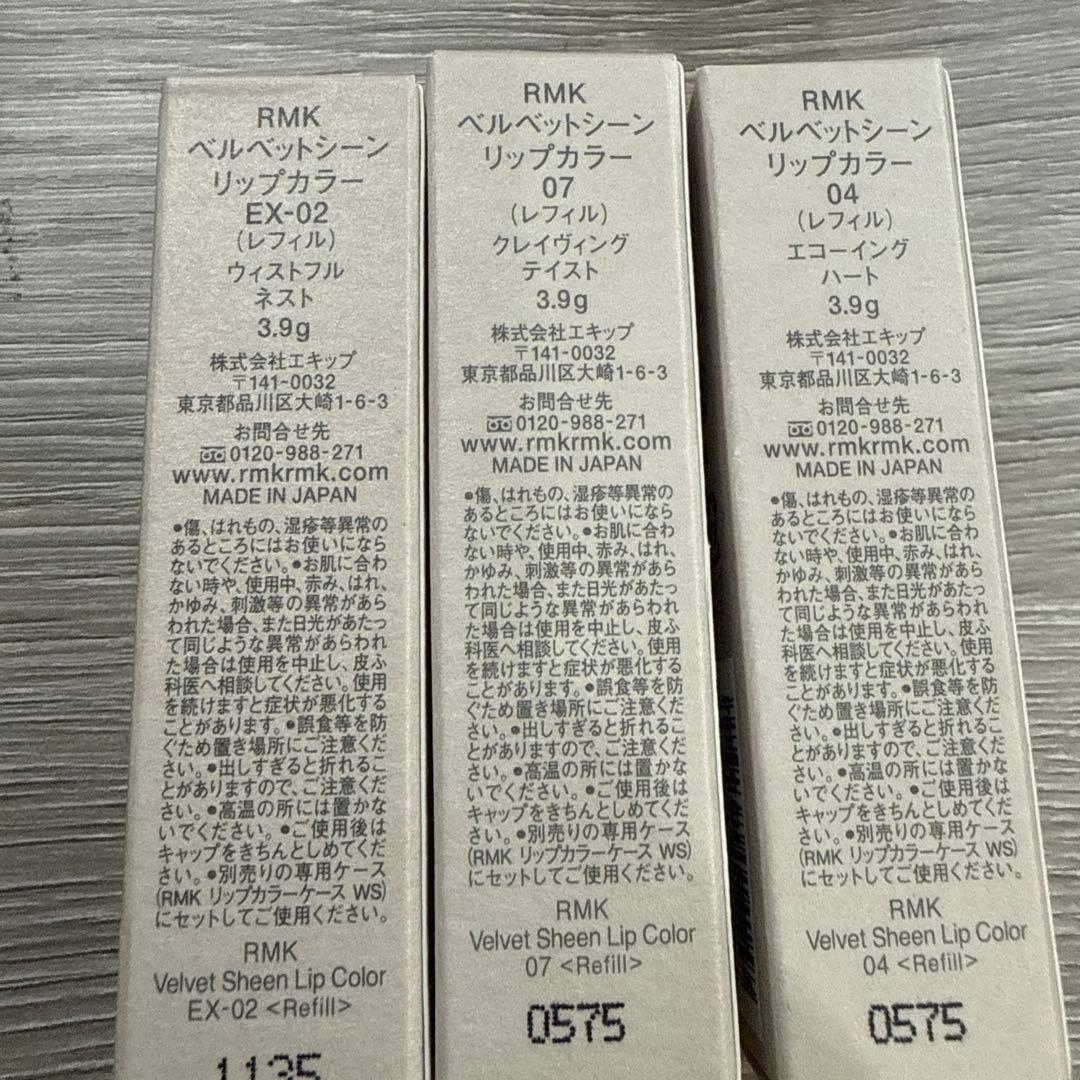 RMK
ベルベットシーン
リップカラー
EX-02
(レフィル)
ウィストフル
ネスト
3.9g
株式会社エキップ
〒141-0032
東京都品川区大崎1-6-3
お問合せ先
0120-988-271
www.rmkrmk.com
MADE IN JAPAN
●傷、はれもの、湿疹等異常の
あるところにはお使いになら
ないでください。●お肌に合わ
ない時や、使用中、赤み、はれ、
かゆみ、刺激等の異常があら
われた場合、また日光があたっ
て同じような異常があらわれ
た場合は使用を中止し、皮ふ
科医へ相談してください。使用
を続けますと症状が悪化する
ことがあります。●誤食等を防
ぐため置き場所にご注意くだ
さい。●出しすぎると折れるこ
とがありますので、ご注意くだ
さい。●高温の所には置かな
いでください。●ご使用後は
キャップをきちんとしめてくだ
さい。●別売りの専用ケース
(RMK リップカラーケース WS)
にセットしてご使用ください。
RMK
Velvet Sheen Lip Color
EX-02 <Refill>
1135
RMK
ベルベットシーン
リップカラー
07
(レフィル)
クレイヴィング
テイスト
3.9g
株式会社エキップ
〒141-0032
東京都品川区大崎1-6-3
お問合せ先
0120-988-271
www.rmkrmk.com
MADE IN JAPAN
●傷、はれもの、湿疹等異常の
あるところにはお使いになら
ないでください。●お肌に合わ
ない時や、使用中、赤み、はれ、
かゆみ、刺激等の異常があら
われた場合、また日光があたっ
て同じような異常があらわれ
た場合は使用を中止し、皮ふ
科医へ相談してください。使用
を続けますと症状が悪化する
ことがあります。●誤食等を防
ぐため置き場所にご注意くだ
さい。●出しすぎると折れるこ
とがありますので、ご注意くだ
さい。●高温の所には置かな
いでください。●ご使用後は
キャップをきちんとしめてくだ
さい。●別売りの専用ケース
(RMK リップカラーケース WS)
にセットしてご使用ください。
RMK
Velvet Sheen Lip Color
07 <Refill>
0575
RMK
ベルベットシーン
リップカラー
04
(レフィル)
エコーイング
ハート
3.9g
株式会社エキップ
〒141-0032
東京都品川区大崎1-6-3
お問合せ先
0120-988-271
www.rmkrmk.com
MADE IN JAPAN
●傷、はれもの、湿疹等異常の
あるところにはお使いになら
ないでください。●お肌に合わ
ない時や、使用中、赤み、はれ、
かゆみ、刺激等の異常があら
われた場合、また日光があたっ
て同じような異常があらわれ
た場合は使用を中止し、皮ふ
科医へ相談してください。使用
を続けますと症状が悪化する
ことがあります。●誤食等を防
ぐため置き場所にご注意くだ
さい。●出しすぎると折れるこ
とがありますので、ご注意くだ
さい。●高温の所には置かな
いでください。●ご使用後は
キャップをきちんとしめてくだ
さい。●別売りの専用ケース
(RMK リップカラーケース WS)
にセットしてご使用ください。
RMK
Velvet Sheen Lip Color
04 <Refill>
0575